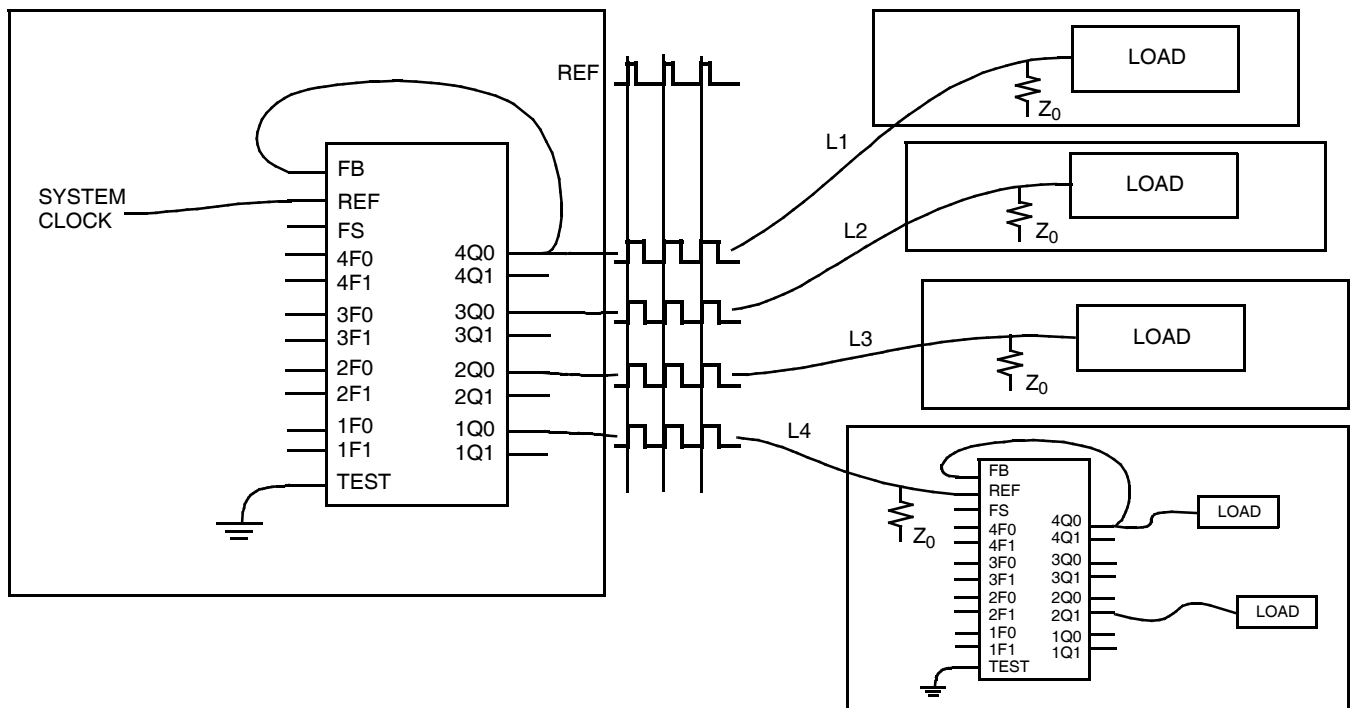 SYSTEM
CLOCK
FB
REF
FS
4F0
4F1
3F0
3F1
2F0
2F1
1F0
1F1
TEST
4Q0
4Q1
3Q0
3Q1
2Q0
2Q1
1Q0
1Q1
REF
L1
L2
L3
L4
Z0
LOAD
Z0
LOAD
Z0
LOAD
Z0
FB
REF
FS
4F0
4F1
3F0
3F1
2F0
2F1
1F0
1F1
TEST
4Q0
4Q1
3Q0
3Q1
2Q0
2Q1
1Q0
1Q1
LOAD
LOAD